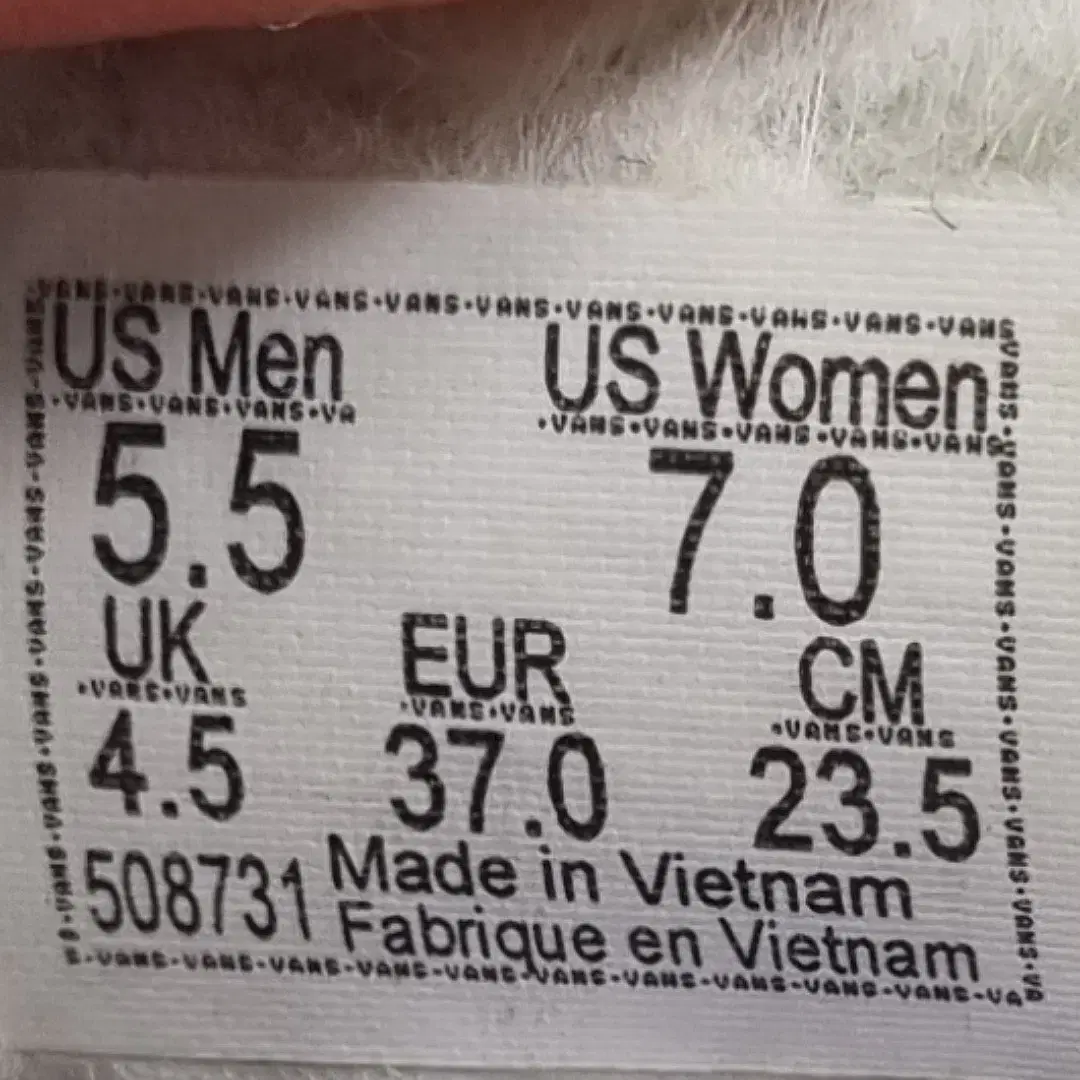 VANS·VANS·VANS·VANS·VANS·VANS·VANS·VANS·VANS·VANS·VANS
US Men US Women
·VANS·VANS·VANS·VA ·VANS·VANS·VANS·VANS·VANS
5.5 7.0
UK EUR CM
·VANS·VANS ·VANS·VANS ·VANS·VANS
4.5 37.0 23.5
508731 Made in Vietnam
Fabrique en Vietnam
S·VANS·VANS·VANS·VANS·VANS·VANS·VANS·VANS·VANS·VANS·VA